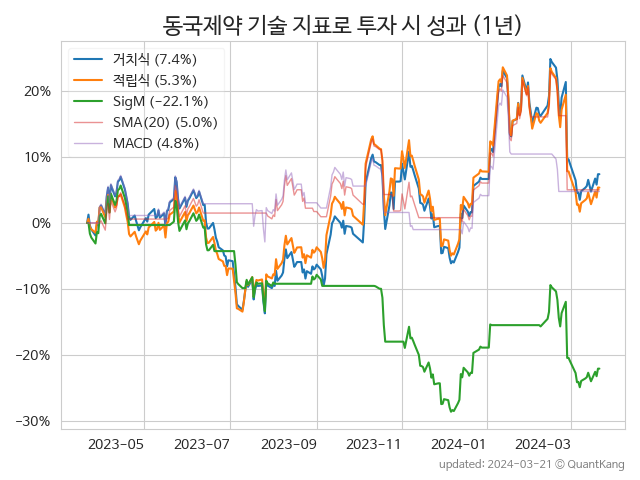 동국제약 기술 지표로 투자 시 성과 (1년)
거치식 (7.4%)
적립식 (5.3%)
SigM (−22.1%)
SMA(20) (5.0%)
MACD (4.8%)
20%
10%
0%
−10%
−20%
−30%
2023-05
2023-07
2023-09
2023-11
2024-01
2024-03
updated: 2024-03-21 © QuantKang